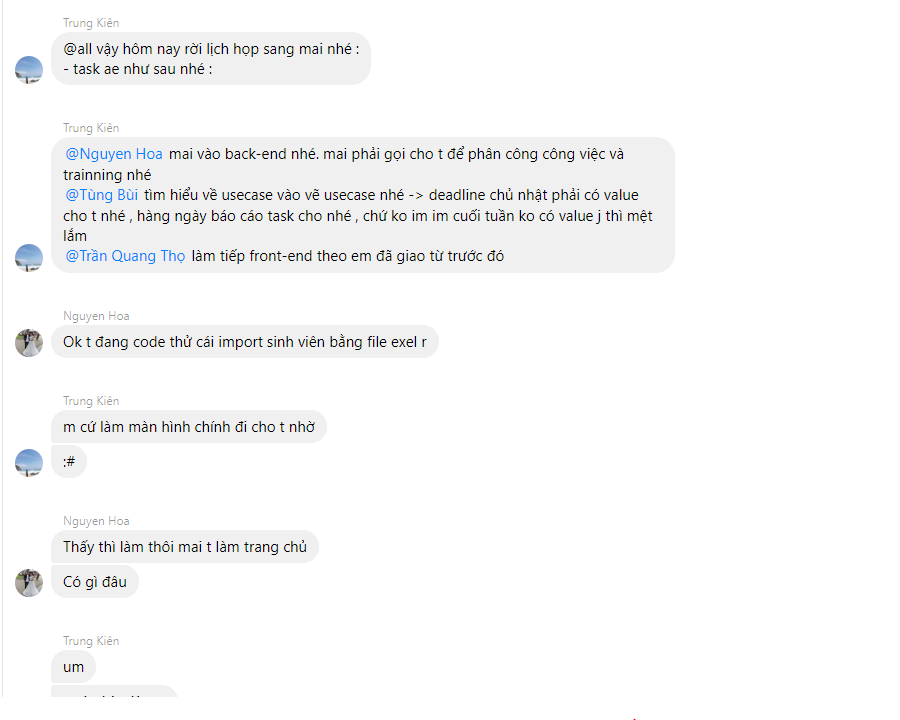 Trung Kiên
@all vậy hôm nay rời lịch họp sang mai nhé :
- task ae như sau nhé :
Trung Kiên
@Nguyen Hoa mai vào back-end nhé. mai phải gọi cho t để phân công công việc và
trainning nhé
@Tùng Bùi tìm hiểu về usecase vào vẽ usecase nhé -> deadline chủ nhật phải có value
cho t nhé , hàng ngày báo cáo task cho nhé , chứ ko im im cuối tuần ko có value j thì mệt
lắm
@Trần Quang Thọ làm tiếp front-end theo em đã giao từ trước đó
Nguyen Hoa
Ok t đang code thử cái import sinh viên bằng file exel r
Trung Kiên
m cứ làm màn hình chính đi cho t nhờ
:#
Nguyen Hoa
Thấy thì làm thôi mai t làm trang chủ
Có gì đâu
Trung Kiên
um